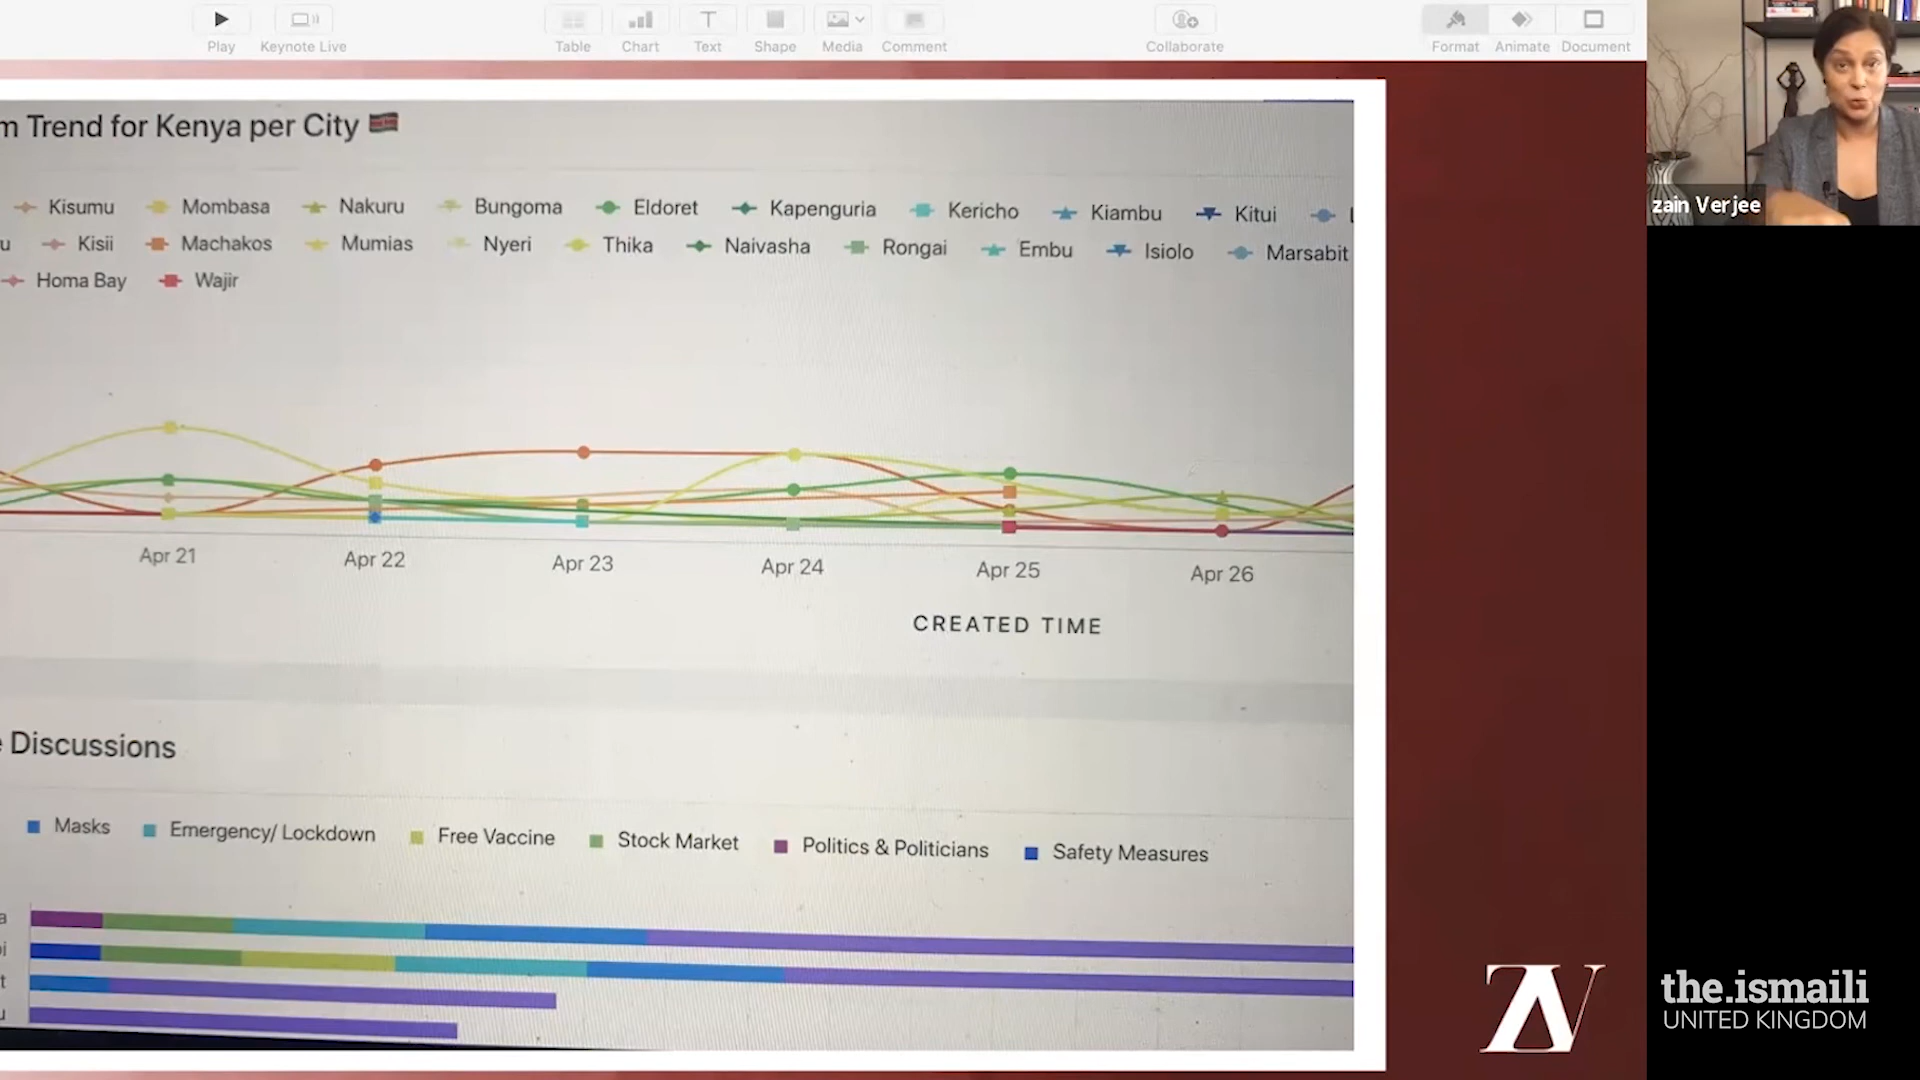 Play
Keynote Live
Table
Chart
Text
Shape
Media
Comment
Collaborate
Format
Animate
Document
m Trend for Kenya per City
Kisumu Mombasa Nakuru Bungoma Eldoret Kapenguria Kericho Kiambu Kitui L
u Kisii Machakos Mumias Nyeri Thika Naivasha Rongai Embu Isiolo Marsabit
Homa Bay Wajir
Apr 21 Apr 22 Apr 23 Apr 24 Apr 25 Apr 26
CREATED TIME
e Discussions
Masks Emergency/ Lockdown Free Vaccine Stock Market Politics & Politicians Safety Measures
a
i
t
u
zain Verjee
ZV
the.ismaili
UNITED KINGDOM